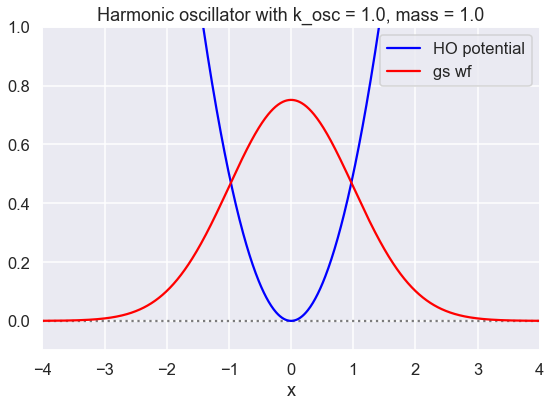 Harmonic oscillator with k_osc = 1.0, mass = 1.0
HO potential
gs wf
1.0
0.8
0.6
0.4
0.2
0.0
−4 −3 −2 −1 0 1 2 3 4
x